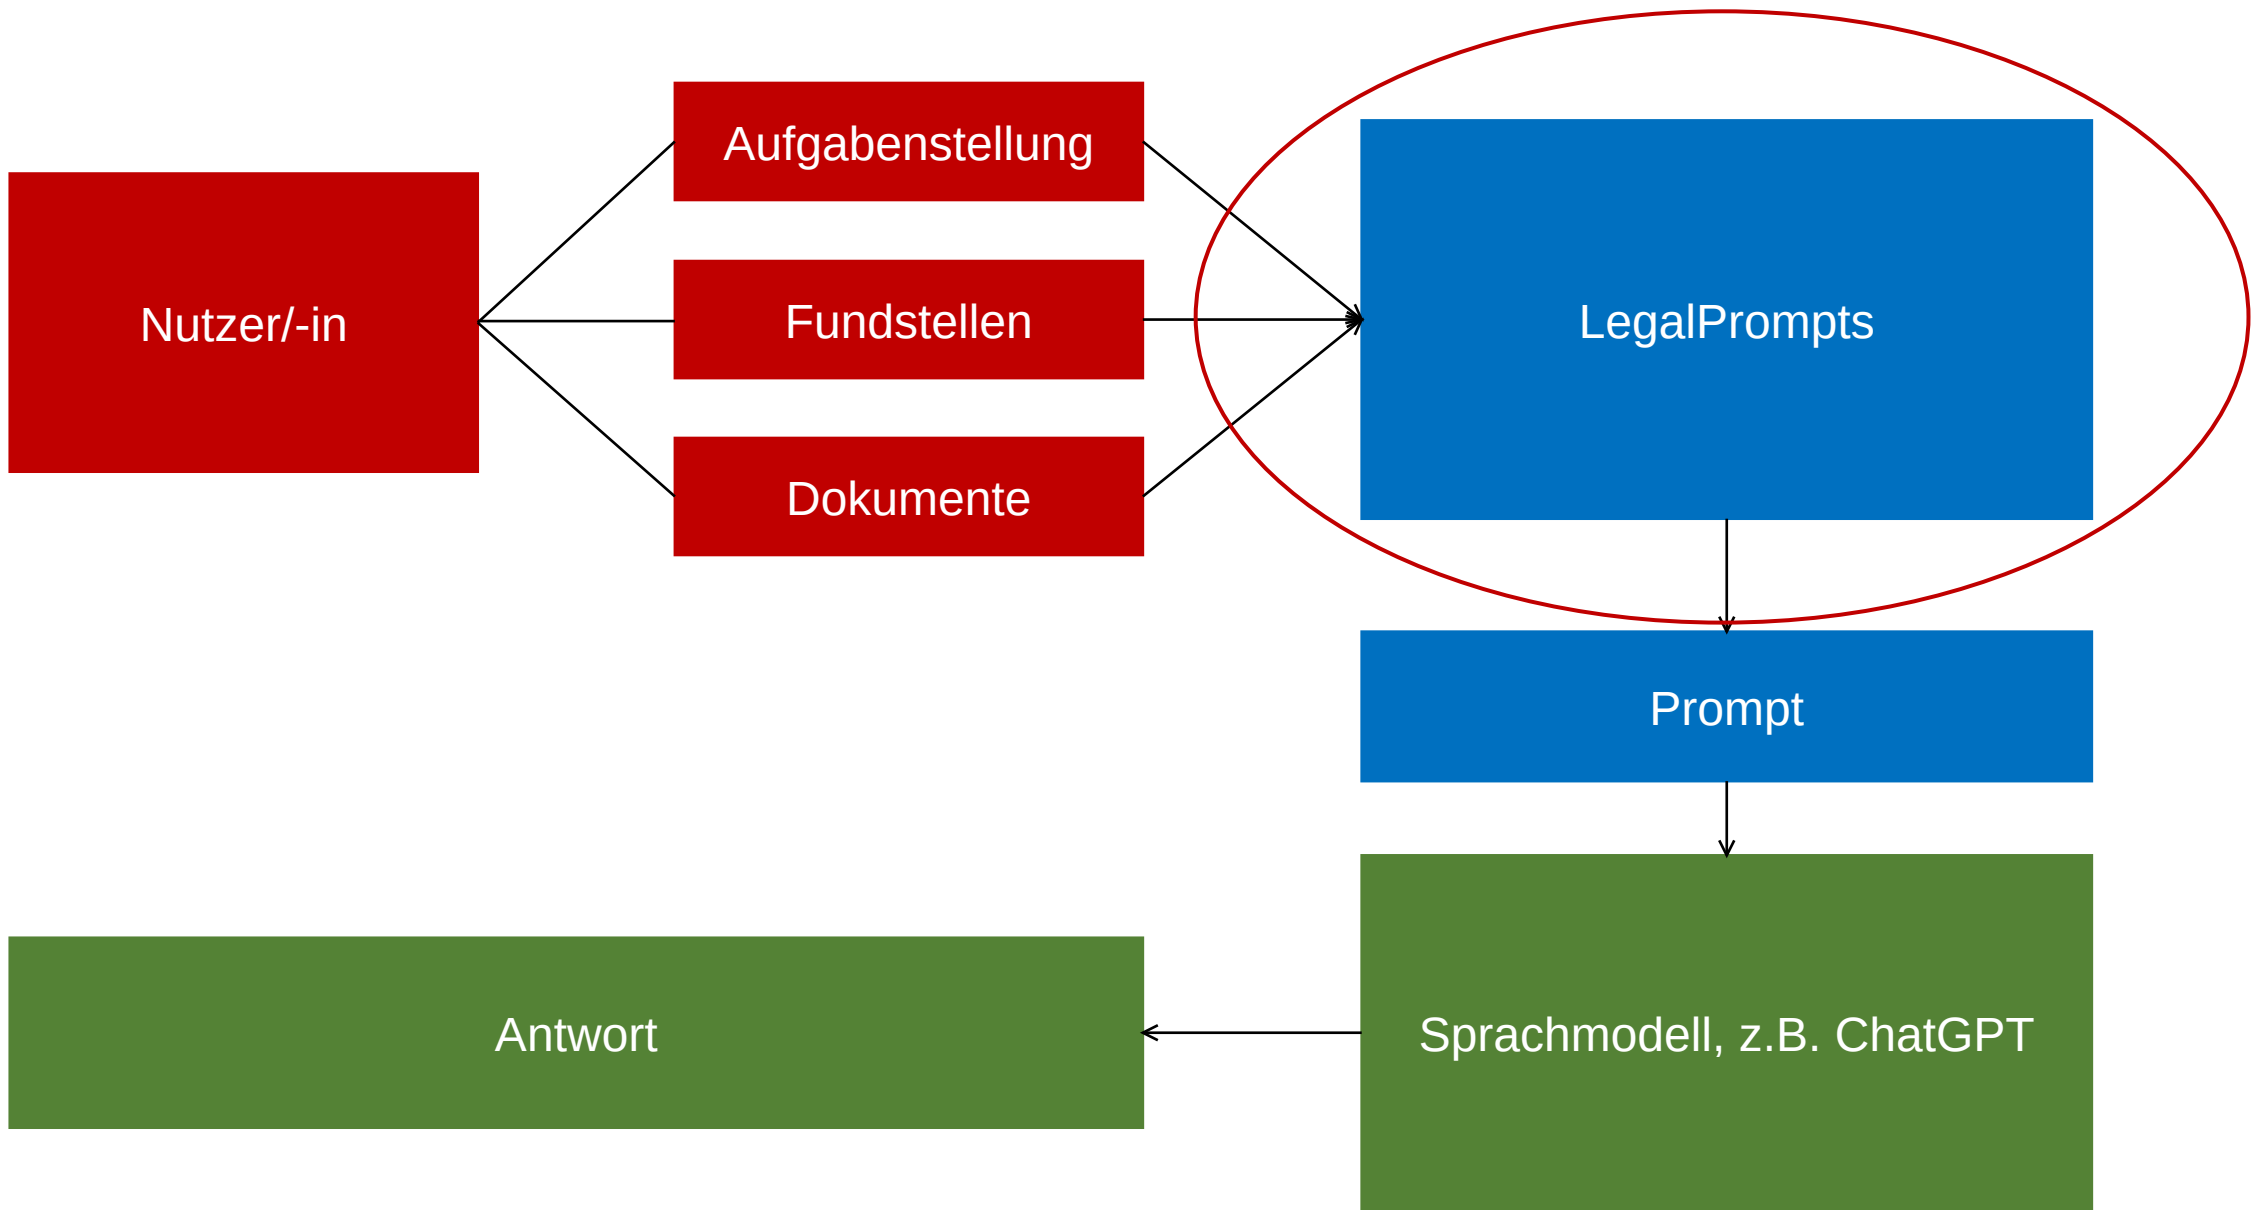 Nutzer/-in
Aufgabenstellung
Fundstellen
Dokumente
LegalPrompts
Prompt
Sprachmodell, z.B. ChatGPT
Antwort